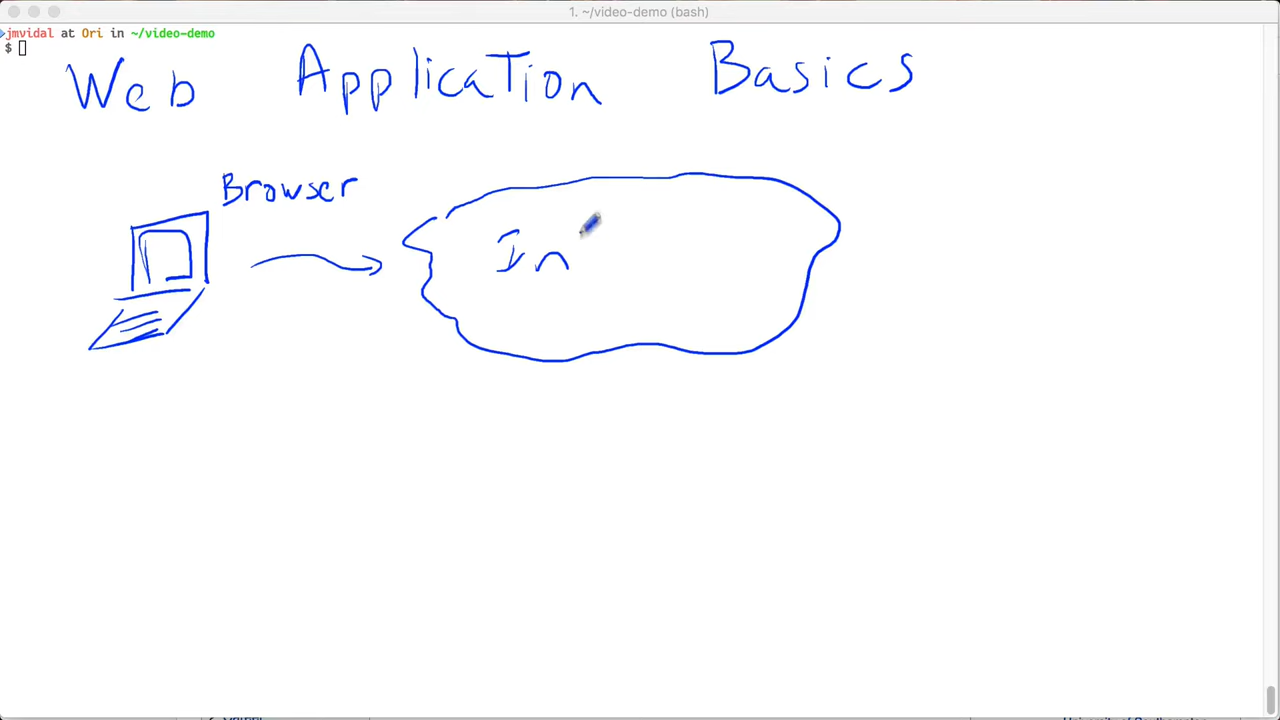 1. ~/video-demo (bash)
jmvidal at Ori in ~/video-demo
$
Web Application Basics
Browser
In